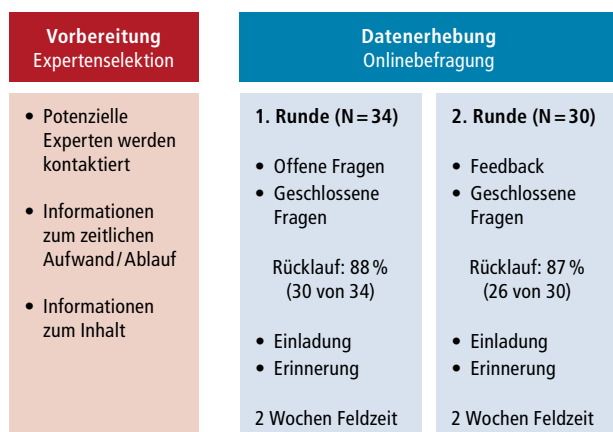 Vorbereitung
Expertenselektion
• Potenzielle
Experten werden
kontaktiert
• Informationen
zum zeitlichen
Aufwand/Ablauf
• Informationen
zum Inhalt
Datenerhebung
Onlinebefragung
1. Runde (N=34)
• Offene Fragen
• Geschlossene
Fragen
Rücklauf: 88 %
(30 von 34)
• Einladung
• Erinnerung
2 Wochen Feldzeit
2. Runde (N=30)
• Feedback
• Geschlossene
Fragen
Rücklauf: 87 %
(26 von 30)
• Einladung
• Erinnerung
2 Wochen Feldzeit